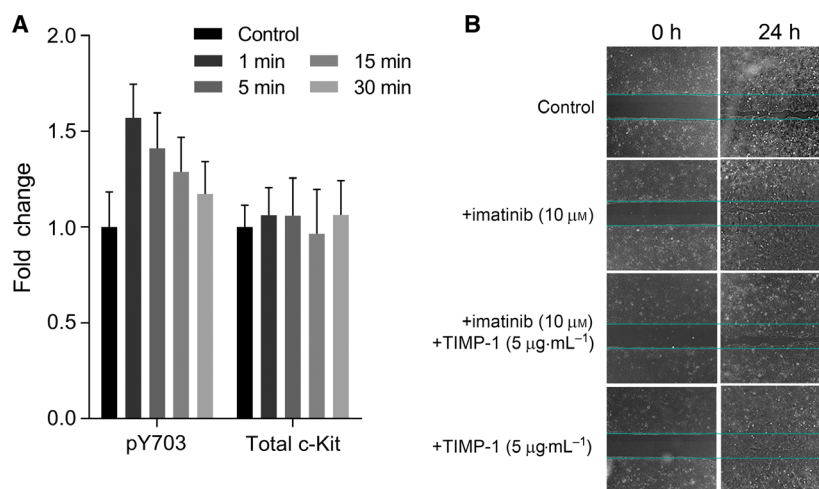 A
2.0
1.5
1.0
0.5
0.0
Fold change
Control
1 min
15 min
5 min
30 min
pY703
Total c-Kit
B
0 h
24 h
Control
+imatinib (10 μM)
+imatinib (10 μM)
+TIMP-1 (5 μg·mL⁻¹)
+TIMP-1 (5 μg·mL⁻¹)